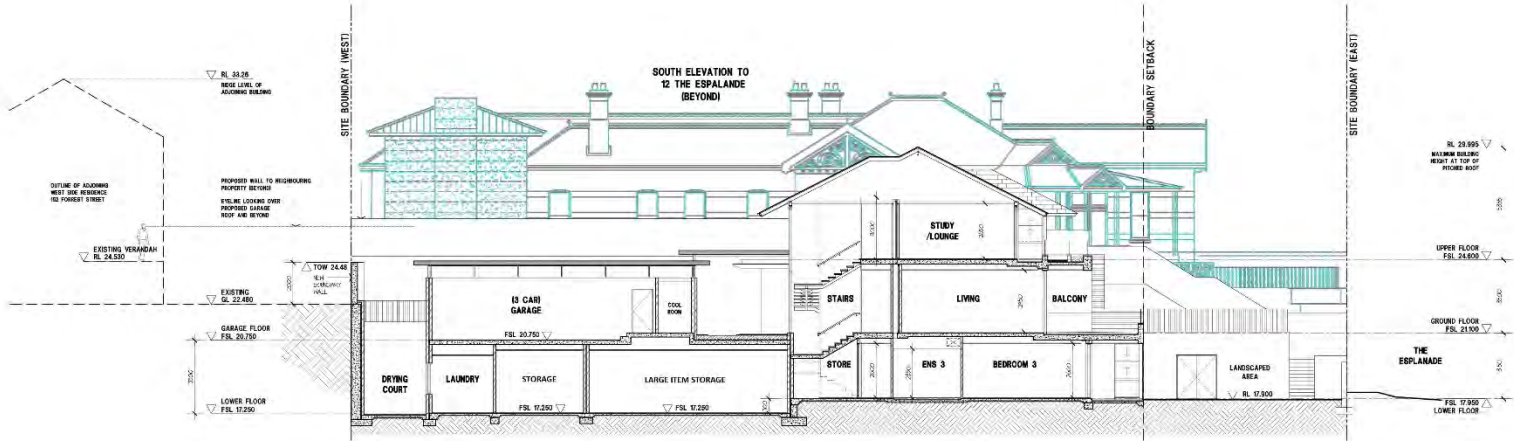 RL 33.26
RIDGE LEVEL OF
ADJOINING BUILDING
SITE BOUNDARY (WEST)
SOUTH ELEVATION TO
12 THE ESPALANDE
(BEYOND)
BOUNDARY SETBACK
SITE BOUNDARY (EAST)
RL 29.995
MAXIMUM BUILDING
HEIGHT AT TOP OF
PITCHED ROOF
OUTLINE OF ADJOINING
WEST SIDE RESIDENCE
PROPOSED WALL TO NEIGHBOURING
PROPERTY BEYOND
EYELINE LOOKING OVER
PROPOSED GARAGE
ROOF AND BEYOND
EXISTING VERANDAH
RL 24.530
TOW 24.48
NEW
BOUNDARY
WALL
EXISTING
GL 22.480
GARAGE FLOOR
FSL 20.750
LOWER FLOOR
FSL 17.250
(3 CAR)
GARAGE
COOL
ROOM
FSL 20.750
DRYING
COURT
LAUNDRY
STORAGE
LARGE ITEM STORAGE
FSL 17.250
FSL 17.250
STUDY
/LOUNGE
STAIRS
LIVING
BALCONY
STORE
ENS 3
BEDROOM 3
UPPER FLOOR
FSL 24.600
GROUND FLOOR
FSL 21.100
THE
ESPLANADE
LANDSCAPED
AREA
RL 17.900
FSL 17.950
LOWER FLOOR